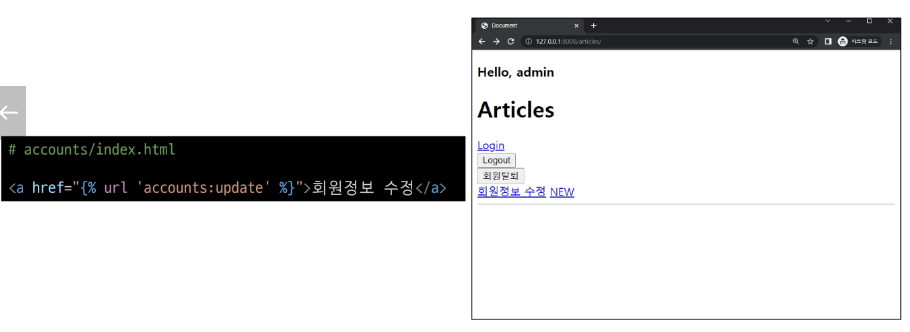 # accounts/index.html
<a href="{% url 'accounts:update' %}">회원정보 수정</a>
Document
127.0.0.1:8000/articles/
시크릿 모드
Hello, admin
Articles
Login
Logout
회원탈퇴
회원정보 수정 NEW